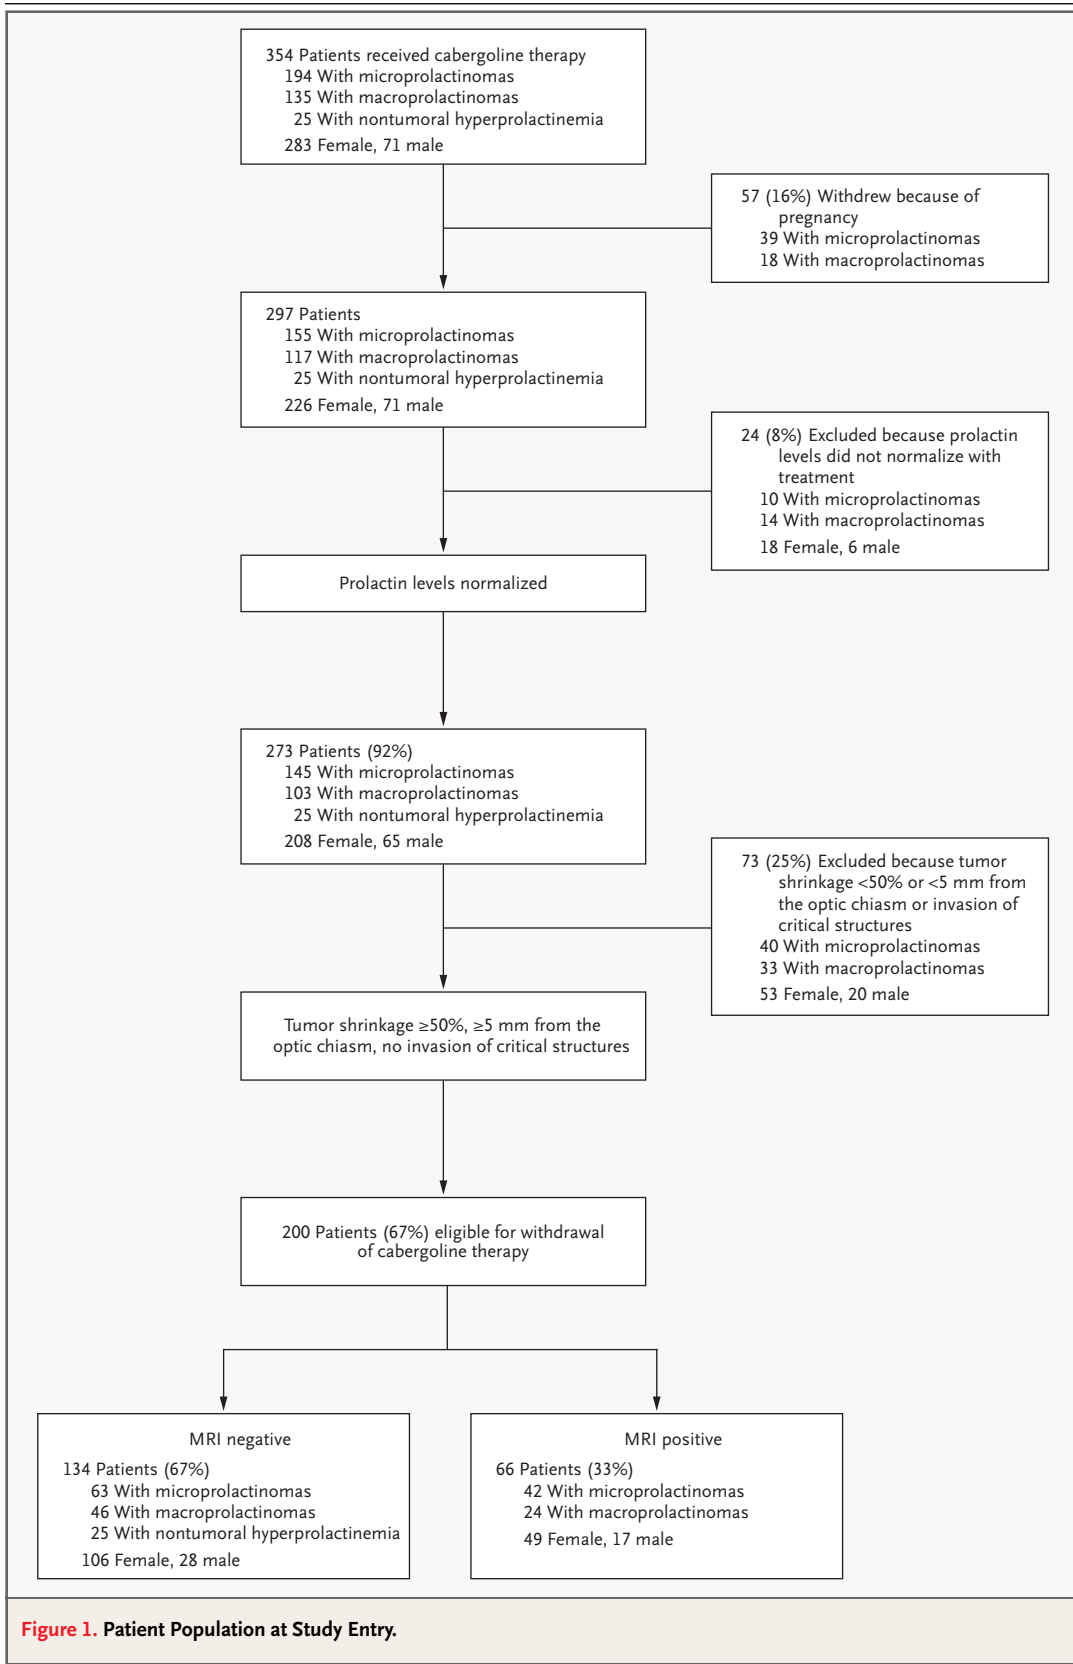 354 Patients received cabergoline therapy
194 With microprolactinomas
135 With macroprolactinomas
25 With nontumoral hyperprolactinemia
283 Female, 71 male
57 (16%) Withdrew because of
pregnancy
39 With microprolactinomas
18 With macroprolactinomas
297 Patients
155 With microprolactinomas
117 With macroprolactinomas
25 With nontumoral hyperprolactinemia
226 Female, 71 male
24 (8%) Excluded because prolactin
levels did not normalize with
treatment
10 With microprolactinomas
14 With macroprolactinomas
18 Female, 6 male
Prolactin levels normalized
273 Patients (92%)
145 With microprolactinomas
103 With macroprolactinomas
25 With nontumoral hyperprolactinemia
208 Female, 65 male
73 (25%) Excluded because tumor
shrinkage <50% or <5 mm from
the optic chiasm or invasion of
critical structures
40 With microprolactinomas
33 With macroprolactinomas
53 Female, 20 male
Tumor shrinkage ≥50%, ≥5 mm from the
optic chiasm, no invasion of critical structures
200 Patients (67%) eligible for withdrawal
of cabergoline therapy
MRI negative
134 Patients (67%)
63 With microprolactinomas
46 With macroprolactinomas
25 With nontumoral hyperprolactinemia
106 Female, 28 male
MRI positive
66 Patients (33%)
42 With microprolactinomas
24 With macroprolactinomas
49 Female, 17 male
Figure 1. Patient Population at Study Entry.